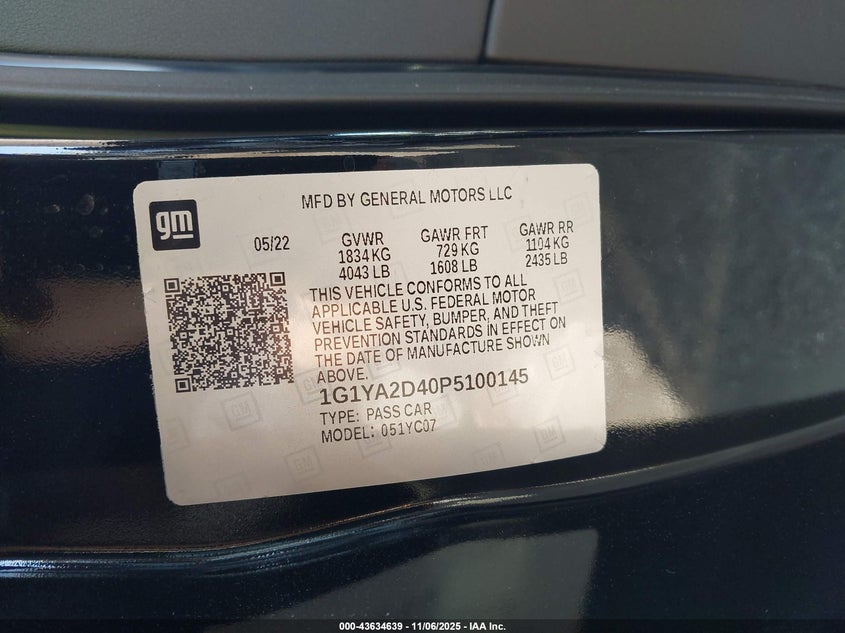 gm
MFD BY GENERAL MOTORS LLC
05/22
GVWR
1834 KG
4043 LB
GAWR FRT
729 KG
1608 LB
GAWR RR
1104 KG
2435 LB
THIS VEHICLE CONFORMS TO ALL
APPLICABLE U.S. FEDERAL MOTOR
VEHICLE SAFETY, BUMPER, AND THEFT
PREVENTION STANDARDS IN EFFECT ON
THE DATE OF MANUFACTURE SHOWN
ABOVE.
1G1YA2D40P5100145
TYPE: PASS CAR
MODEL: 051YC07
000-43634639 - 11/06/2025 - IAA Inc.